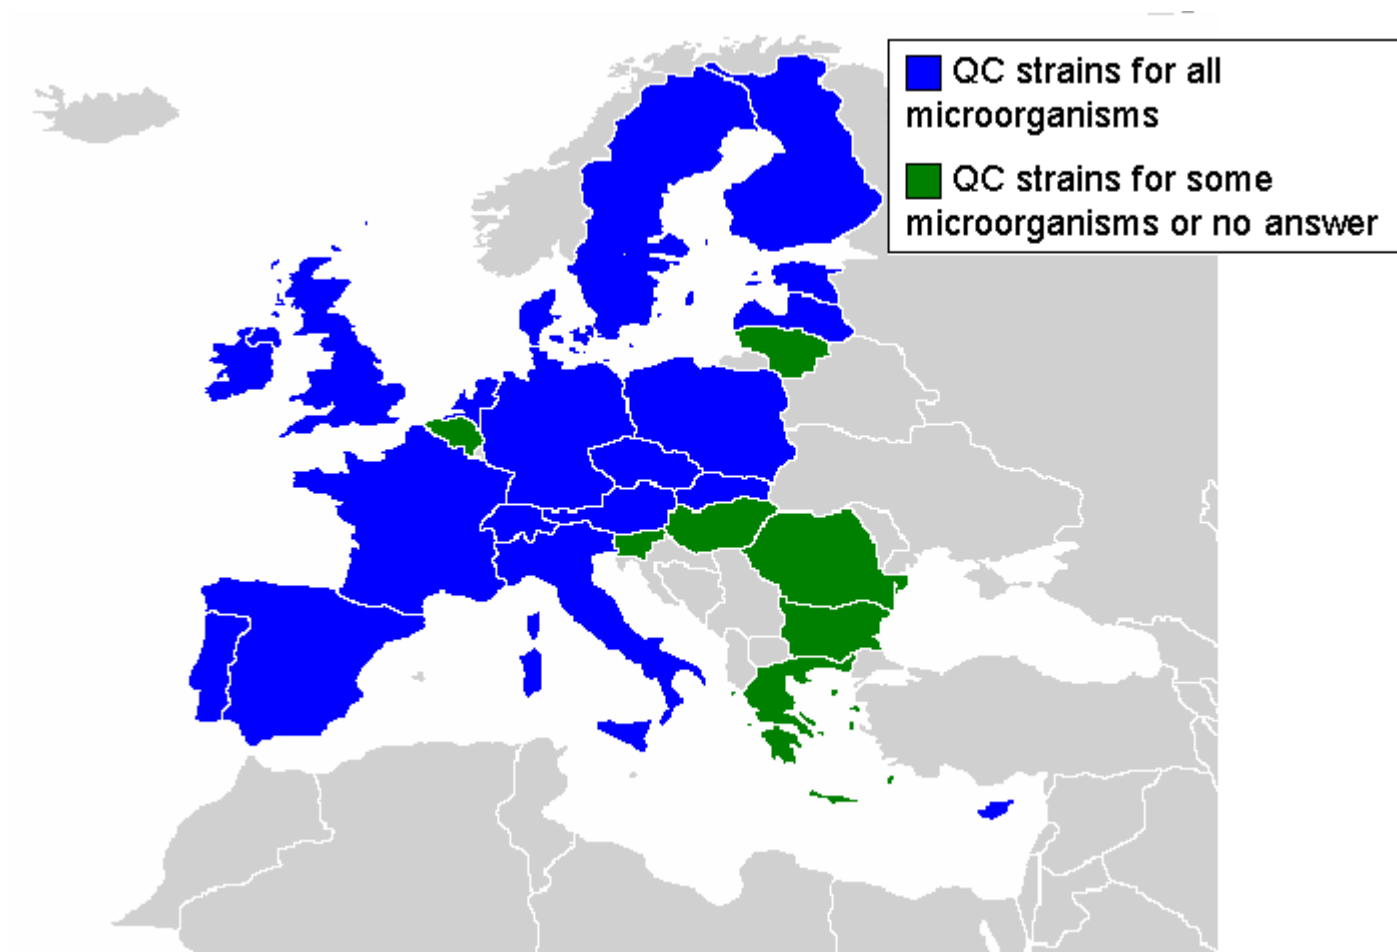 QC strains for all
microorganisms
QC strains for some
microorganisms or no answer